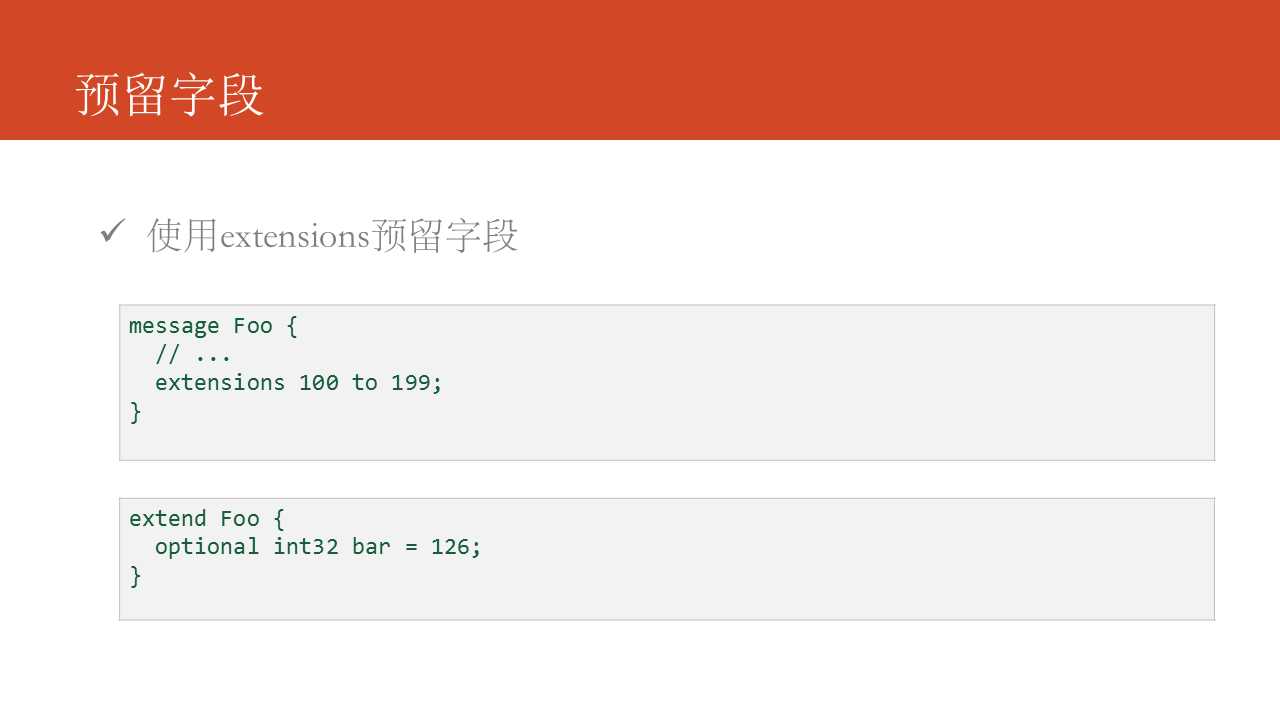 预留字段
✓ 使用extensions预留字段
message Foo {
  // ...
  extensions 100 to 199;
}
extend Foo {
  optional int32 bar = 126;
}